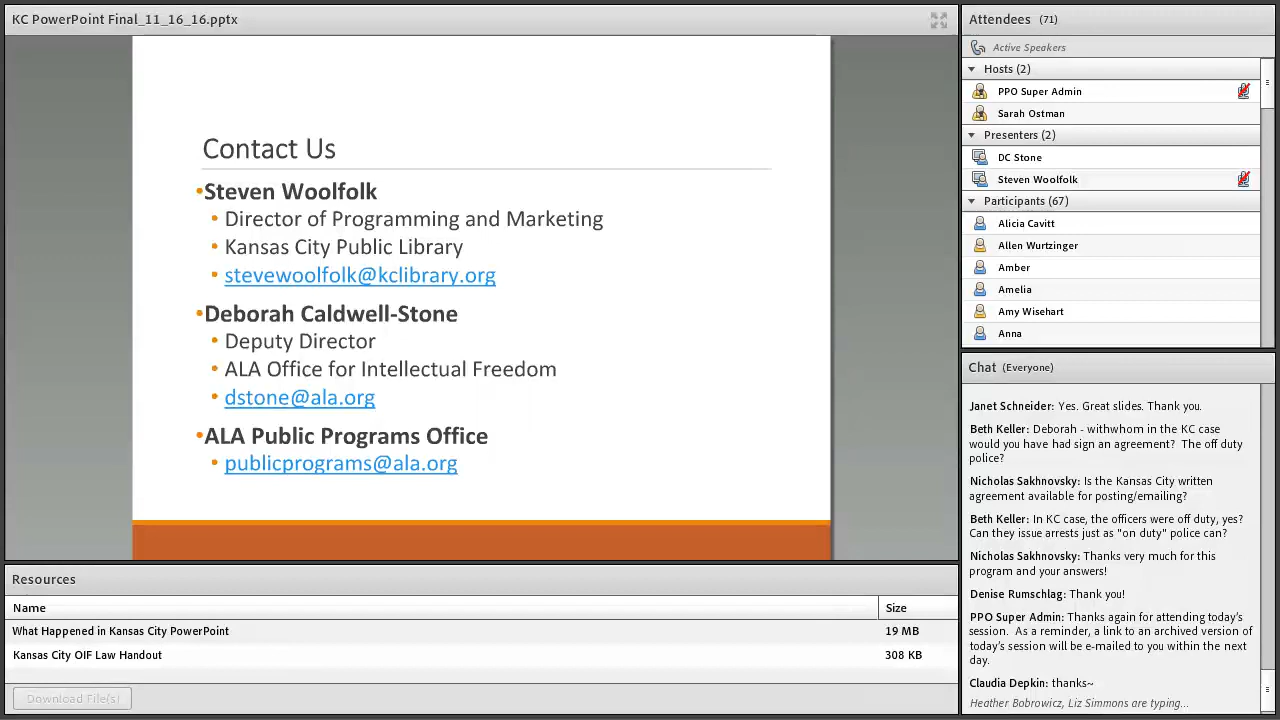 KC PowerPoint Final_11_16_16.pptx
Contact Us
•Steven Woolfolk
• Director of Programming and Marketing
• Kansas City Public Library
• stevewoolfolk@kclibrary.org
•Deborah Caldwell-Stone
• Deputy Director
• ALA Office for Intellectual Freedom
• dstone@ala.org
•ALA Public Programs Office
• publicprograms@ala.org
Resources
Name Size
What Happened in Kansas City PowerPoint 19 MB
Kansas City OIF Law Handout 308 KB
Download File(s)
Attendees (71)
Active Speakers
Hosts (2)
PPO Super Admin
Sarah Ostman
Presenters (2)
DC Stone
Steven Woolfolk
Participants (67)
Alicia Cavitt
Allen Wurtzinger
Amber
Amelia
Amy Wisehart
Anna
Chat (Everyone)
Janet Schneider: Yes. Great slides. Thank you.
Beth Keller: Deborah - withwhom in the KC case
would you have had sign an agreement? The off duty
police?
Nicholas Sakhnovsky: Is the Kansas City written
agreement available for posting/emailing?
Beth Keller: In KC case, the officers were off duty, yes?
Can they issue arrests just as "on duty" police can?
Nicholas Sakhnovsky: Thanks very much for this
program and your answers!
Denise Rumschlag: Thank you!
PPO Super Admin: Thanks again for attending today's
session. As a reminder, a link to an archived version of
today's session will be e-mailed to you within the next
day.
Claudia Depkin: thanks~
Heather Bobrowicz, Liz Simmons are typing...